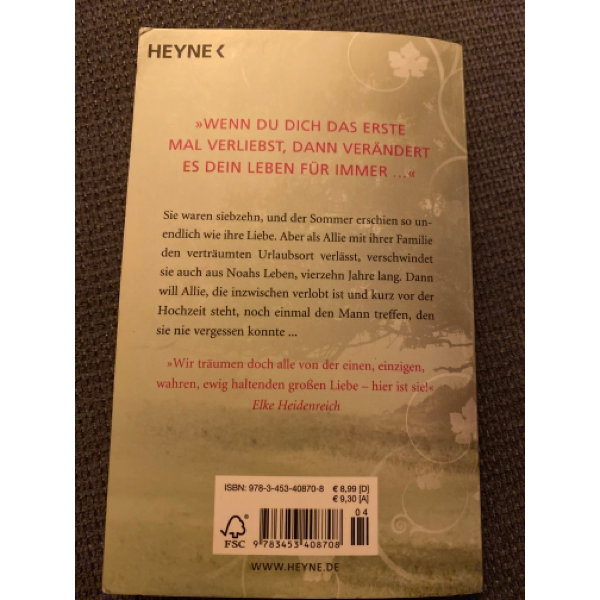 HEYNE
»WENN DU DICH DAS ERSTE
MAL VERLIEBST, DANN VERÄNDERT
ES DEIN LEBEN FÜR IMMER ...«
Sie waren siebzehn, und der Sommer erschien so un-
endlich wie ihre Liebe. Aber als Allie mit ihrer Familie
den verträumten Urlaubsort verlässt, verschwindet
sie auch aus Noahs Leben, vierzehn Jahre lang. Dann
will Allie, die inzwischen verlobt ist und kurz vor der
Hochzeit steht, noch einmal den Mann treffen, den
sie nie vergessen konnte ...
»Wir träumen doch alle von der einen, einzigen,
wahren, ewig haltenden großen Liebe – hier ist sie!«
Elke Heidenreich
ISBN: 978-3-453-40870-8
€ 8,99 [D]
€ 9,30 [A]
04
FSC
9 783453 408708
WWW.HEYNE.DE